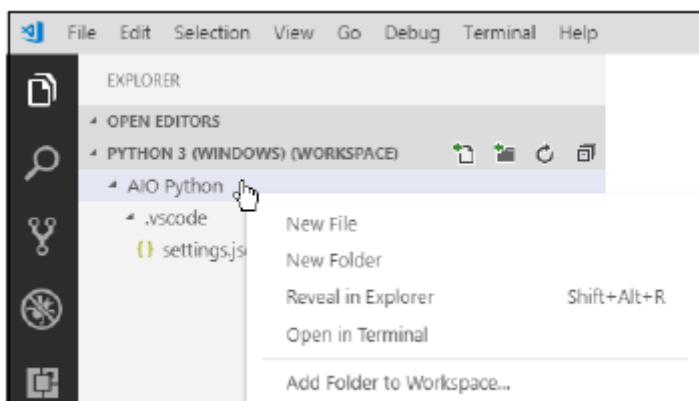 File Edit Selection View Go Debug Terminal Help
EXPLORER
OPEN EDITORS
PYTHON 3 (WINDOWS) (WORKSPACE)
AIO Python
.vscode
{} settings.js
New File
New Folder
Reveal in Explorer Shift+Alt+R
Open in Terminal
Add Folder to Workspace...